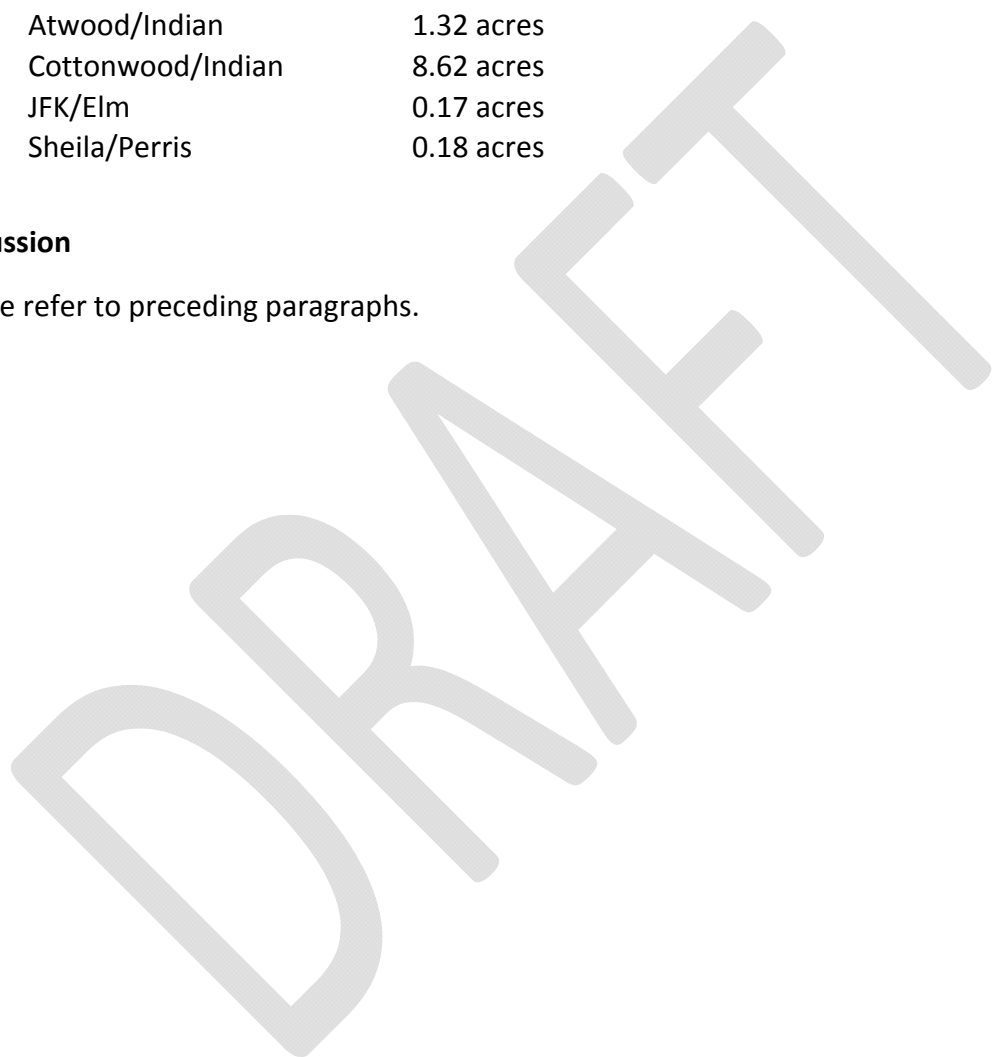 Atwood/Indian 1.32 acres
Cottonwood/Indian 8.62 acres
JFK/Elm 0.17 acres
Sheila/Perris 0.18 acres
ussion
e refer to preceding paragraphs.
DRAFT